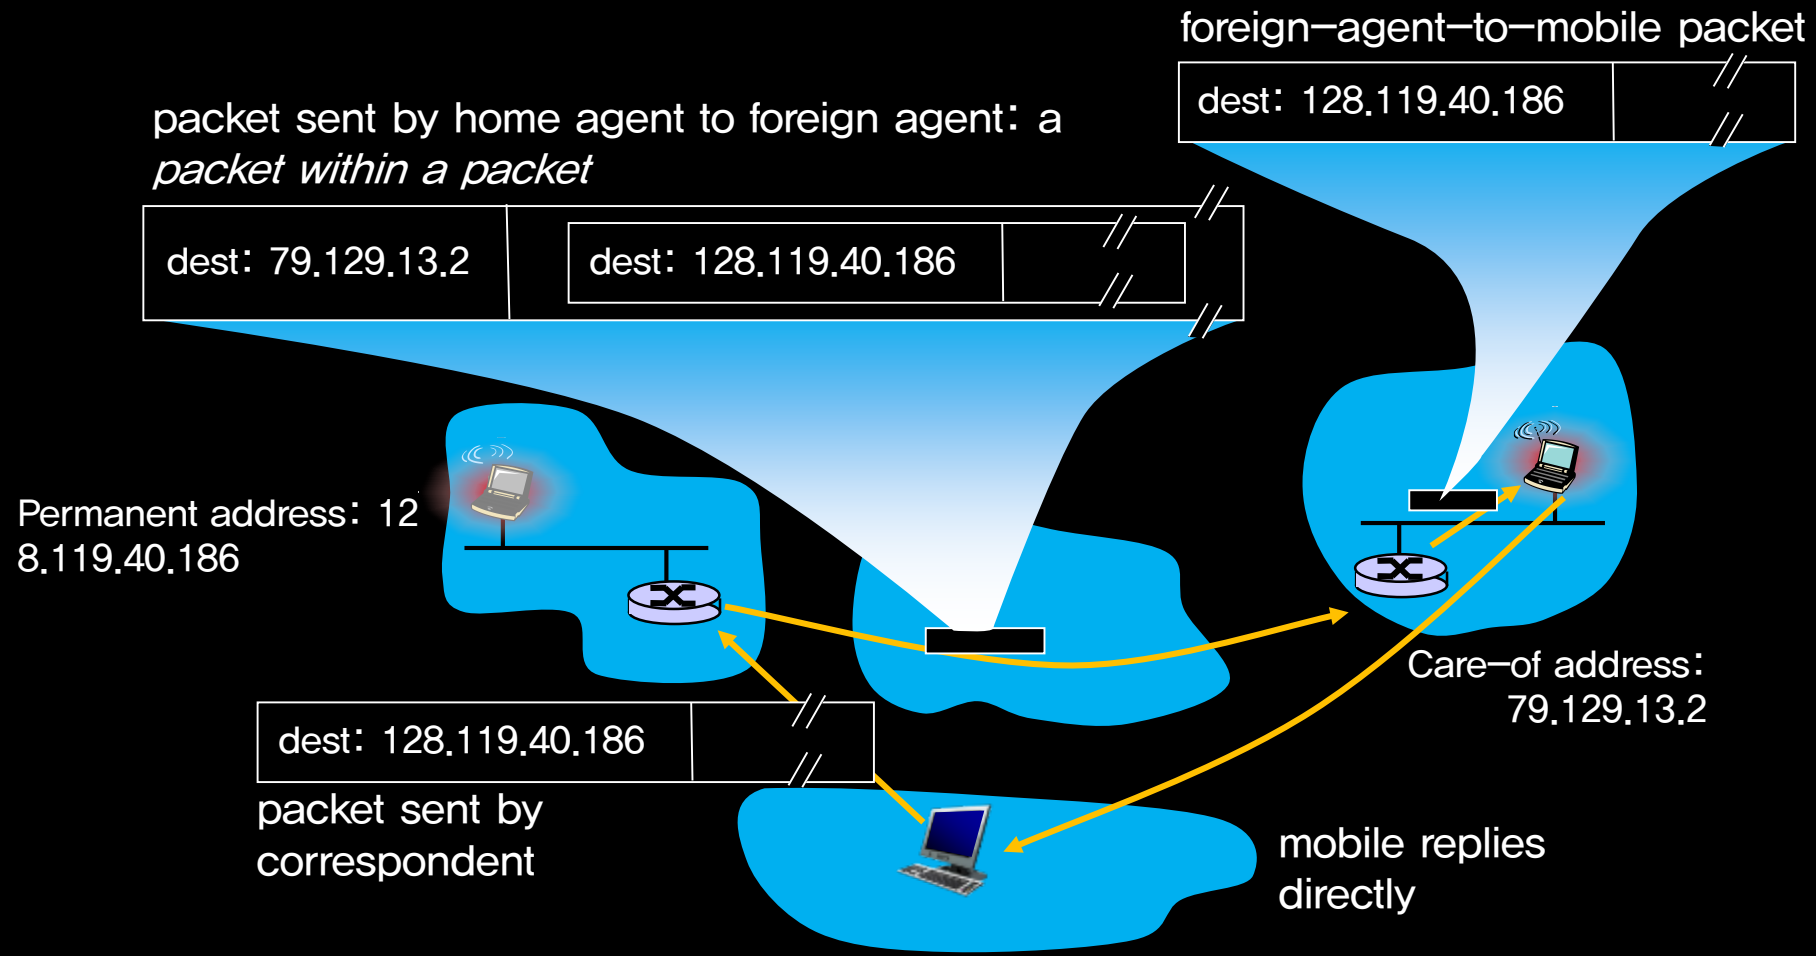 foreign-agent-to-mobile packet
dest: 128.119.40.186
packet sent by home agent to foreign agent: a
packet within a packet
dest: 79.129.13.2
dest: 128.119.40.186
Permanent address: 12
8.119.40.186
Care-of address:
79.129.13.2
dest: 128.119.40.186
packet sent by
correspondent
mobile replies
directly